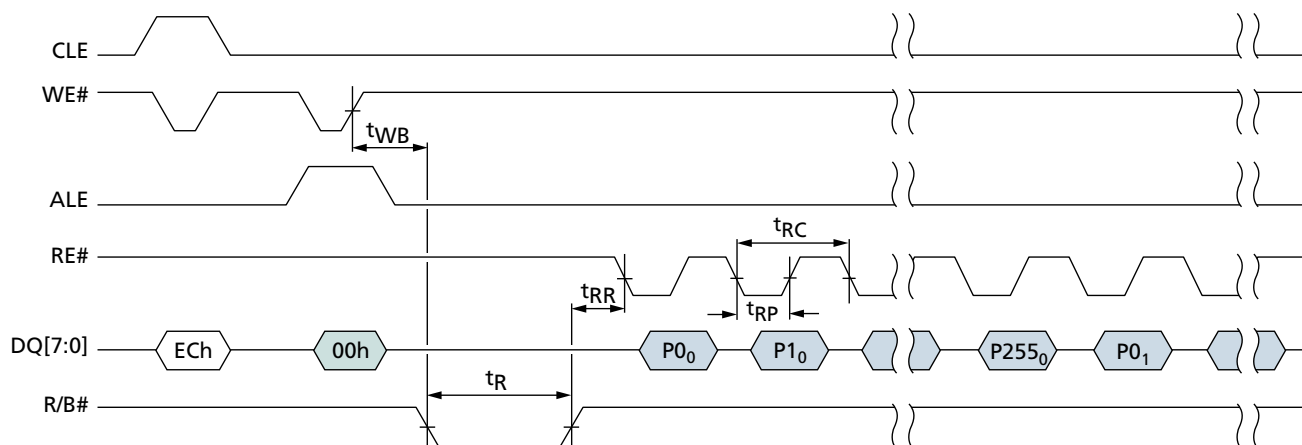 CLE
WE#
tWB
ALE
tRC
RE#
tRR
tRP
DQ[7:0] ECh 00h P0₀ P1₀ P255₀ P0₁
tR
R/B#